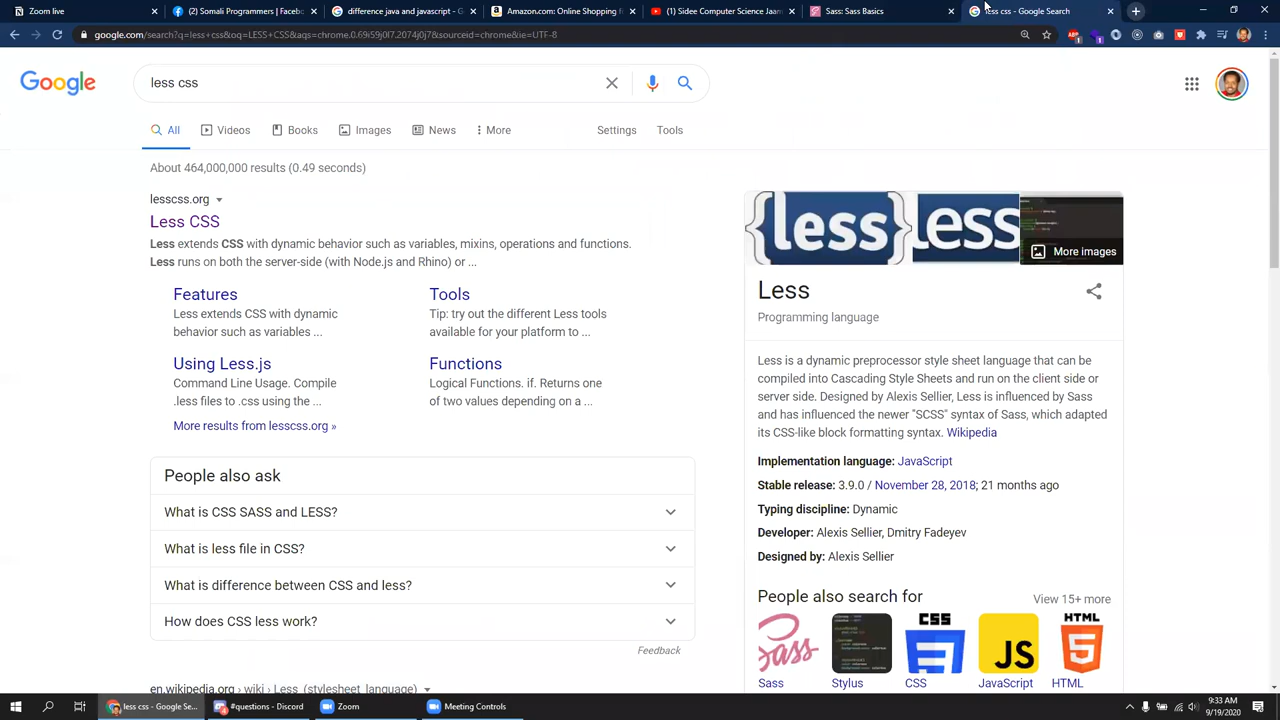 Zoom live
(2) Somali Programmers | Facebo
difference java and javascript - G
Amazon.com: Online Shopping fo
(1) Sidee Computer Science Jama
Sass Basics
google.com/search?q=less+css&oq=LESS+CSS&aqs=chrome.0.69i59j0l7.2074j0j7&sourceid=chrome&ie=UTF-8
Google
less css
All
Videos
Books
Images
News
More
Settings
Tools
About 464,000,000 results (0.49 seconds)
lesscss.org
Less CSS
Less extends CSS with dynamic behavior such as variables, mixins, operations and functions.
Less runs on both the server-side (with Node.js and Rhino) or ...
Features
Less extends CSS with dynamic
behavior such as variables ...
Tools
Tip: try out the different Less tools
available for your platform to ...
Using Less.js
Command Line Usage. Compile
.less files to .css using the ...
Functions
Logical Functions. if. Returns one
of two values depending on a ...
More results from lesscss.org »
People also ask
What is CSS SASS and LESS?
What is less file in CSS?
What is difference between CSS and less?
How does CSS less work?
Feedback
en.wikipedia.org › wiki › Less_(stylesheet_language)
{less}
less
More images
Less
Programming language
Less is a dynamic preprocessor style sheet language that can be
compiled into Cascading Style Sheets and run on the client side or
server side. Designed by Alexis Sellier, Less is influenced by Sass
and has influenced the newer "SCSS" syntax of Sass, which adapted
its CSS-like block formatting syntax. Wikipedia
Implementation language: JavaScript
Stable release: 3.9.0 / November 28, 2018; 21 months ago
Typing discipline: Dynamic
Developer: Alexis Sellier, Dmitry Fadeyev
Designed by: Alexis Sellier
People also search for
View 15+ more
Sass
CSS
3
JS
HTML
5
Sass
Stylus
CSS
JavaScript
HTML
less css - Google Se...
#questions - Discord
Zoom
Meeting Controls
9:33 AM
9/19/2020